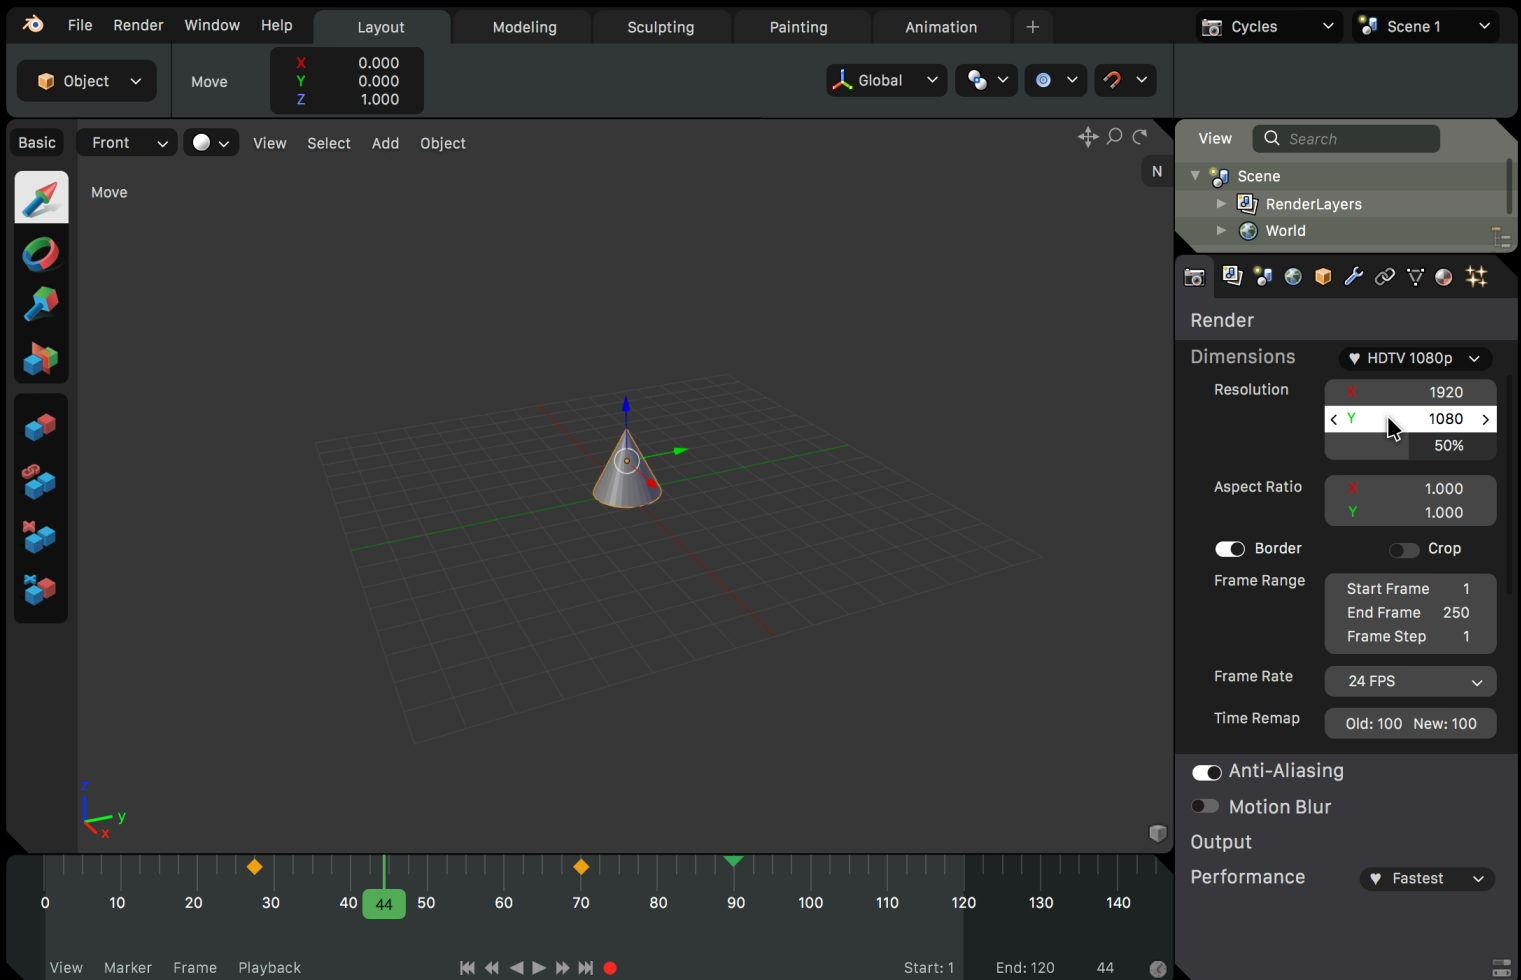 File Render Window Help Layout Modeling Sculpting Painting Animation + Cycles Scene 1
Object Move X 0.000 Global
Y 0.000
Z 1.000
Basic Front View Select Add Object
Move
N
View Search
Scene
RenderLayers
World
Render
Dimensions HDTV 1080p
Resolution X 1920
Y 1080
50%
Aspect Ratio X 1.000
Y 1.000
Border Crop
Frame Range Start Frame 1
End Frame 250
Frame Step 1
Frame Rate 24 FPS
Time Remap Old: 100 New: 100
Anti-Aliasing
Motion Blur
Output
Performance Fastest
z
y
x
0 10 20 30 40 44 50 60 70 80 90 100 110 120 130 140
View Marker Frame Playback Start: 1 End: 120 44